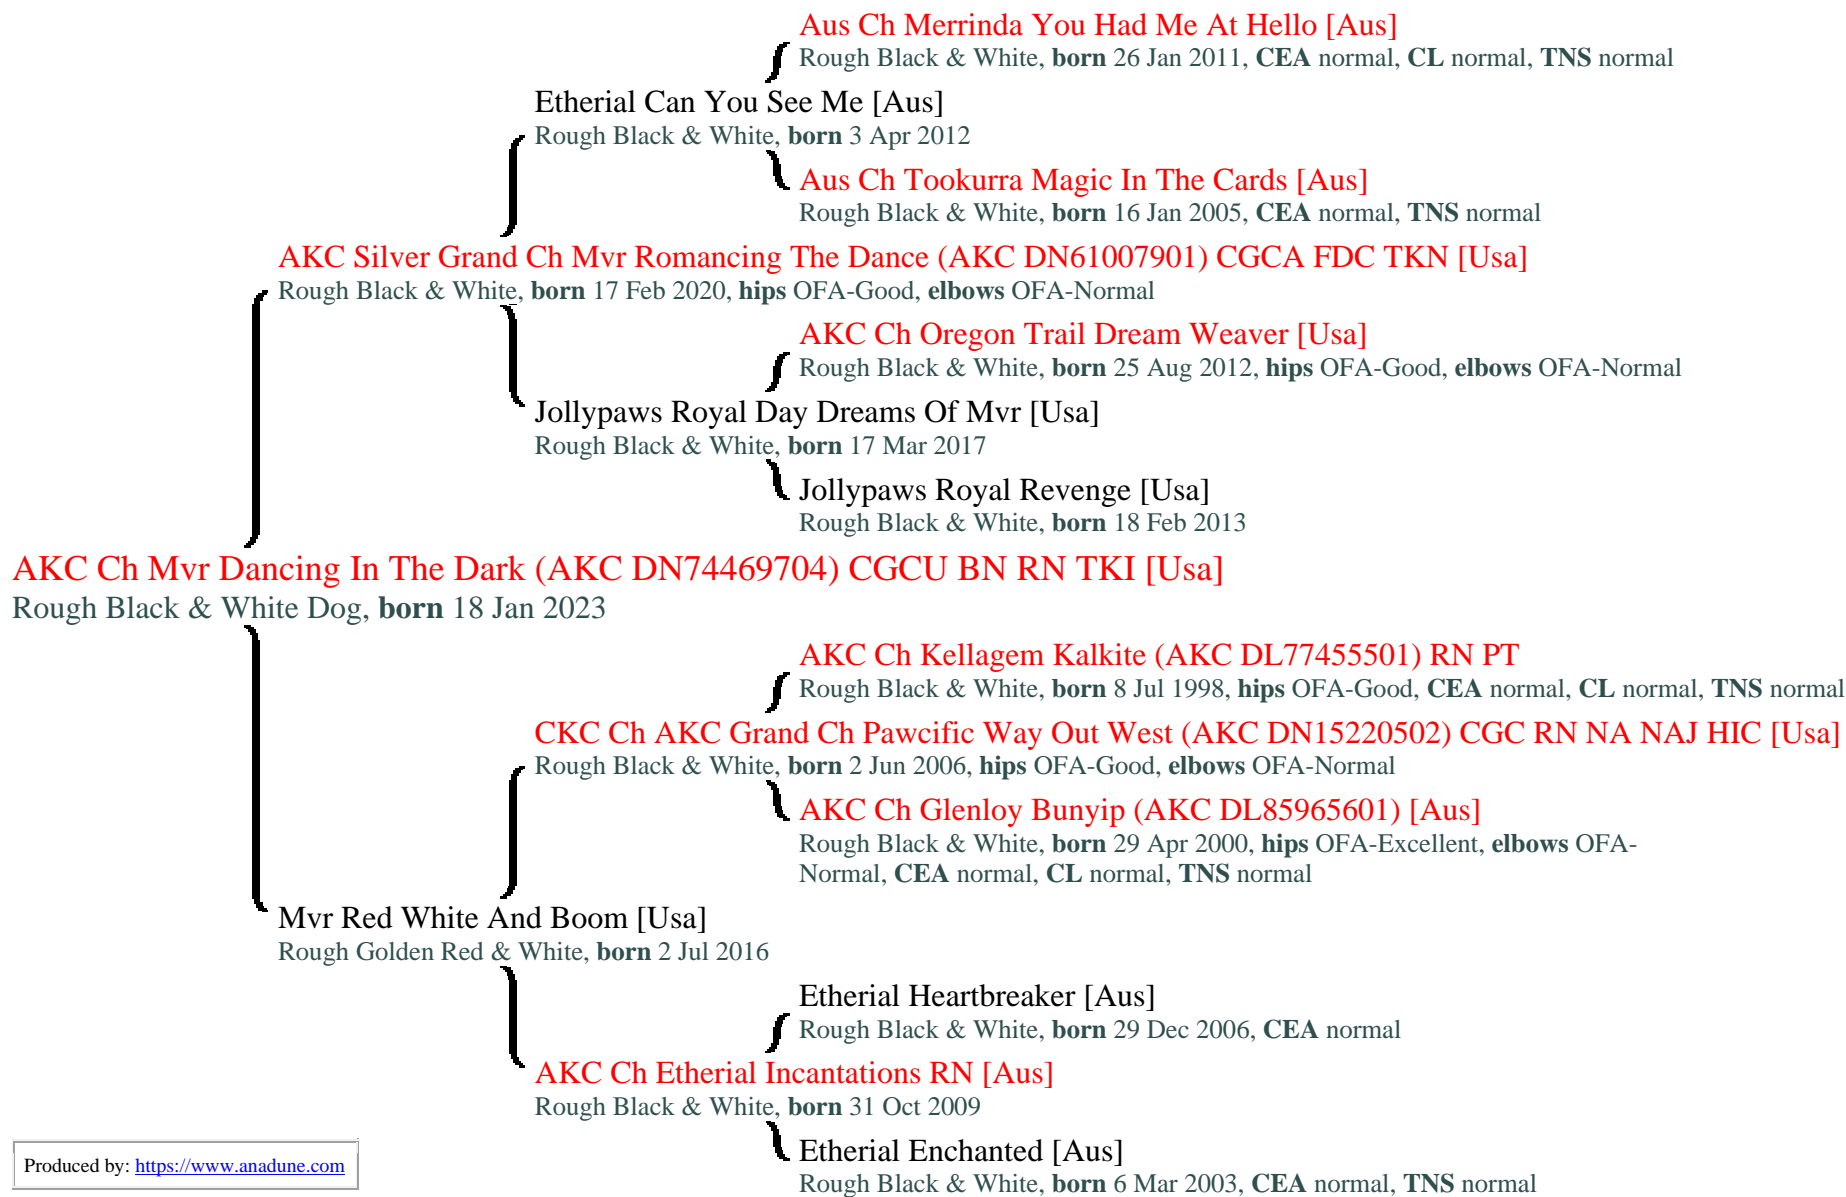 Aus Ch Merrinda You Had Me At Hello [Aus]
Rough Black & White, born 26 Jan 2011, CEA normal, CL normal, TNS normal
Etherial Can You See Me [Aus]
Rough Black & White, born 3 Apr 2012
Aus Ch Tookurra Magic In The Cards [Aus]
Rough Black & White, born 16 Jan 2005, CEA normal, TNS normal
AKC Silver Grand Ch Mvr Romancing The Dance (AKC DN61007901) CGCA FDC TKN [Usa]
Rough Black & White, born 17 Feb 2020, hips OFA-Good, elbows OFA-Normal
AKC Ch Oregon Trail Dream Weaver [Usa]
Rough Black & White, born 25 Aug 2012, hips OFA-Good, elbows OFA-Normal
Jollypaws Royal Day Dreams Of Mvr [Usa]
Rough Black & White, born 17 Mar 2017
Jollypaws Royal Revenge [Usa]
Rough Black & White, born 18 Feb 2013
AKC Ch Mvr Dancing In The Dark (AKC DN74469704) CGCU BN RN TKI [Usa]
Rough Black & White Dog, born 18 Jan 2023
AKC Ch Kellagem Kalkite (AKC DL77455501) RN PT
Rough Black & White, born 8 Jul 1998, hips OFA-Good, CEA normal, CL normal, TNS normal
CKC Ch AKC Grand Ch Pawcific Way Out West (AKC DN15220502) CGC RN NA NAJ HIC [Usa]
Rough Black & White, born 2 Jun 2006, hips OFA-Good, elbows OFA-Normal
AKC Ch Glenloy Bunyip (AKC DL85965601) [Aus]
Rough Black & White, born 29 Apr 2000, hips OFA-Excellent, elbows OFA-
Normal, CEA normal, CL normal, TNS normal
Mvr Red White And Boom [Usa]
Rough Golden Red & White, born 2 Jul 2016
Etherial Heartbreaker [Aus]
Rough Black & White, born 29 Dec 2006, CEA normal
AKC Ch Etherial Incantations RN [Aus]
Rough Black & White, born 31 Oct 2009
Etherial Enchanted [Aus]
Rough Black & White, born 6 Mar 2003, CEA normal, TNS normal
Produced by: https://www.anadune.com